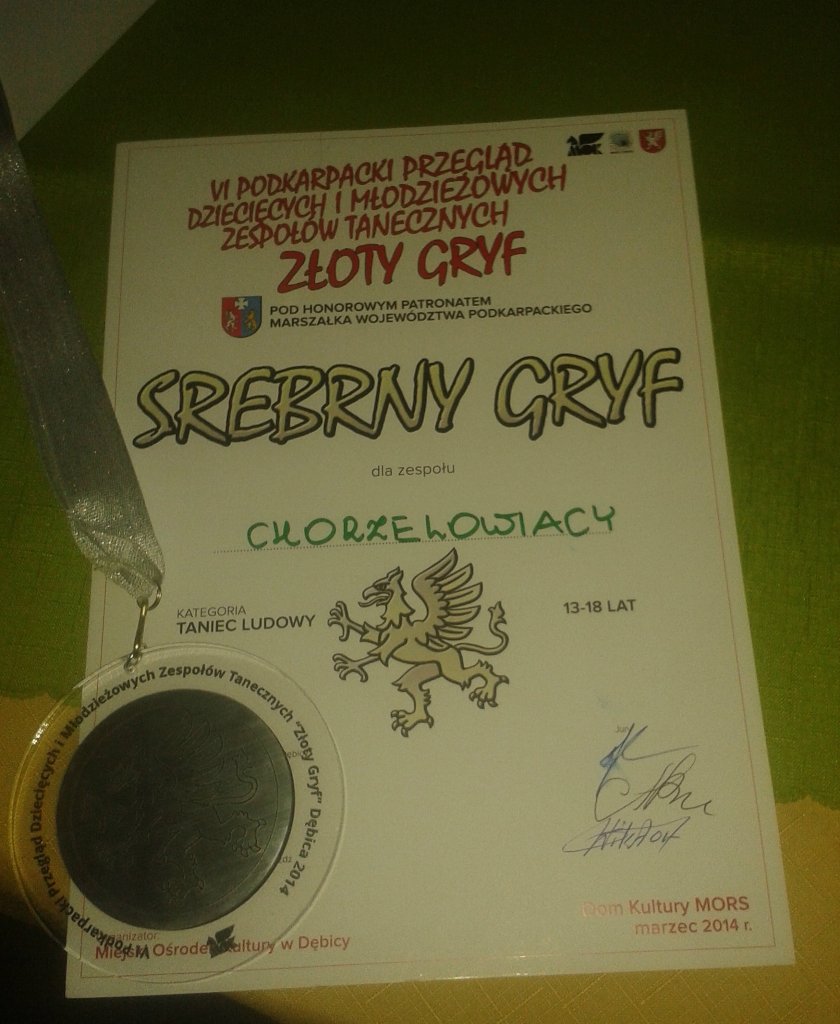 MOK
VI PODKARPACKI PRZEGLĄD
DZIECIĘCYCH I MŁODZIEŻOWYCH
ZESPOŁÓW TANECZNYCH
ZŁOTY GRYF
POD HONOROWYM PATRONATEM
MARSZAŁKA WOJEWÓDZTWA PODKARPACKIEGO
SREBRNY GRYF
dla zespołu
CHORZELOWIACY
KATEGORIA
TANIEC LUDOWY
13-18 LAT
VI Podkarpacki Przegląd Dziecięcych i Młodzieżowych Zespołów Tanecznych "Złoty Gryf" Dębica 2014
Dom Kultury MORS
marzec 2014 r.
Miejski Ośrodek Kultury w Dębicy